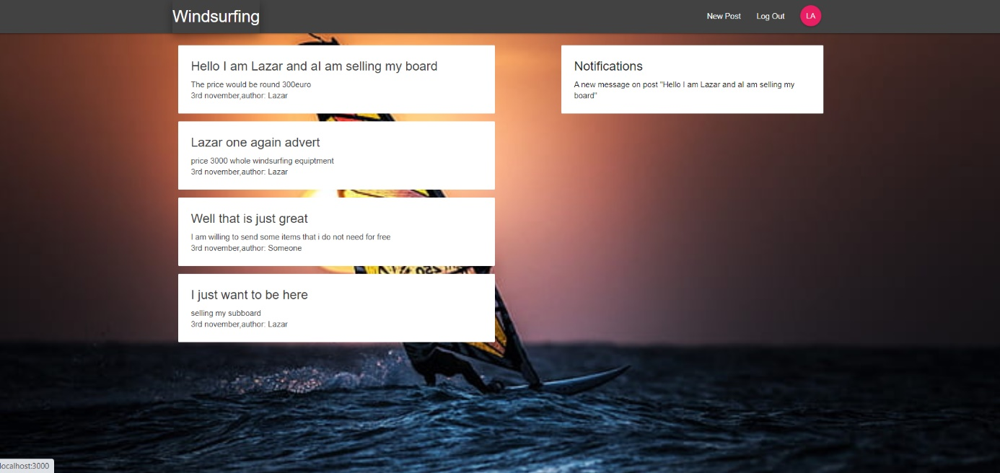 Windsurfing
New Post
Log Out
LA
Hello I am Lazar and aI am selling my board
The price would be round 300euro
3rd november,author: Lazar
Lazar one again advert
price 3000 whole windsurfing equiptment
3rd november,author: Lazar
Well that is just great
I am willing to send some items that i do not need for free
3rd november,author: Someone
I just want to be here
selling my subboard
3rd november,author: Lazar
Notifications
A new message on post "Hello I am Lazar and aI am selling my
board"
localhost:3000